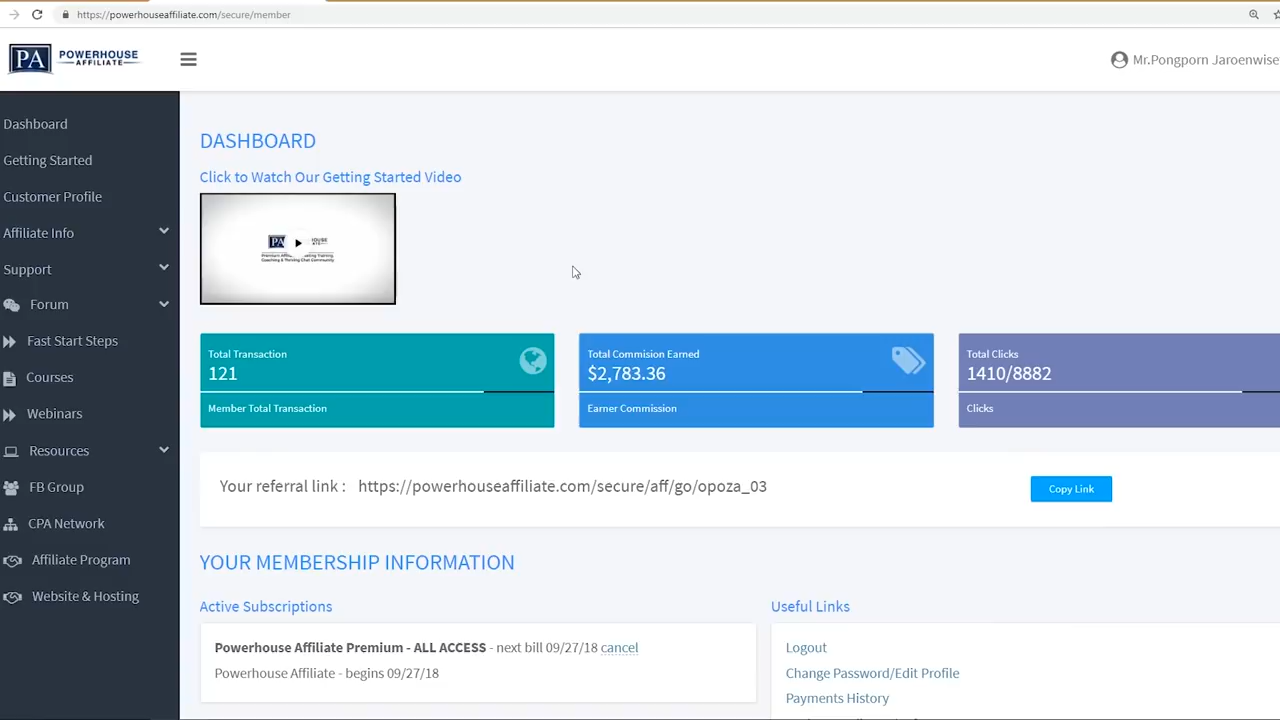 https://powerhouseaffiliate.com/secure/member
PA POWERHOUSE
AFFILIATE
Mr.Pongporn Jaroenwise
Dashboard
Getting Started
Customer Profile
Affiliate Info
Support
Forum
Fast Start Steps
Courses
Webinars
Resources
FB Group
CPA Network
Affiliate Program
Website & Hosting
DASHBOARD
Click to Watch Our Getting Started Video
PA
Total Transaction
121
Member Total Transaction
Total Commision Earned
$2,783.36
Earner Commission
Total Clicks
1410/8882
Clicks
Your referral link : https://powerhouseaffiliate.com/secure/aff/go/opoza_03
Copy Link
YOUR MEMBERSHIP INFORMATION
Active Subscriptions
Powerhouse Affiliate Premium - ALL ACCESS - next bill 09/27/18 cancel
Powerhouse Affiliate - begins 09/27/18
Useful Links
Logout
Change Password/Edit Profile
Payments History